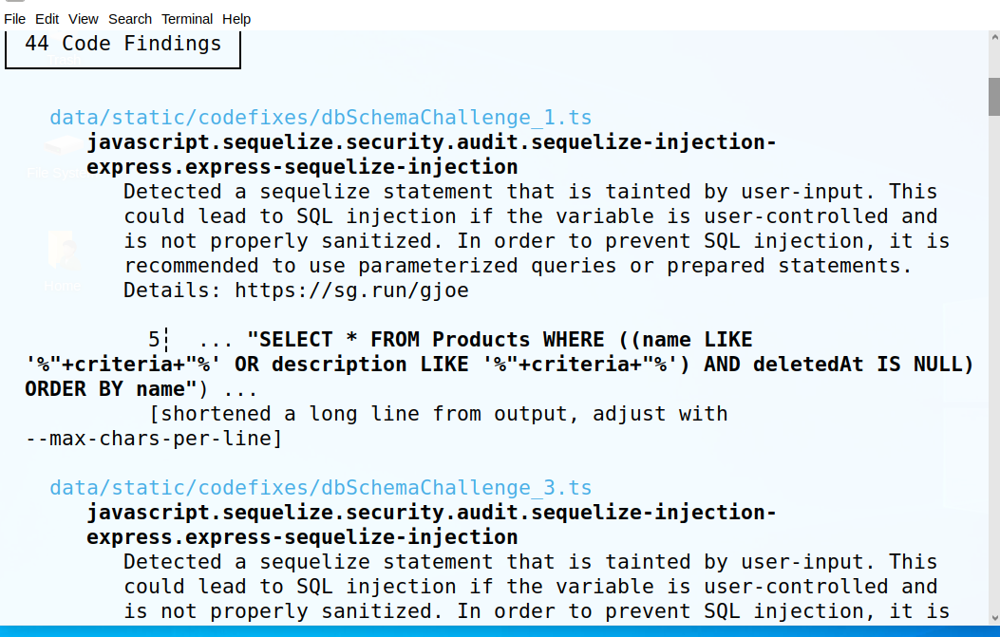 File Edit View Search Terminal Help
44 Code Findings
data/static/codefixes/dbSchemaChallenge_1.ts
javascript.sequelize.security.audit.sequelize-injection-
express.express-sequelize-injection
Detected a sequelize statement that is tainted by user-input. This
could lead to SQL injection if the variable is user-controlled and
is not properly sanitized. In order to prevent SQL injection, it is
recommended to use parameterized queries or prepared statements.
Details: https://sg.run/gjoe
5┆ ... "SELECT * FROM Products WHERE ((name LIKE
'%"+criteria+"%' OR description LIKE '%"+criteria+"%') AND deletedAt IS NULL)
ORDER BY name") ...
[shortened a long line from output, adjust with
--max-chars-per-line]
data/static/codefixes/dbSchemaChallenge_3.ts
javascript.sequelize.security.audit.sequelize-injection-
express.express-sequelize-injection
Detected a sequelize statement that is tainted by user-input. This
could lead to SQL injection if the variable is user-controlled and
is not properly sanitized. In order to prevent SQL injection, it is
Trash
File System
Home